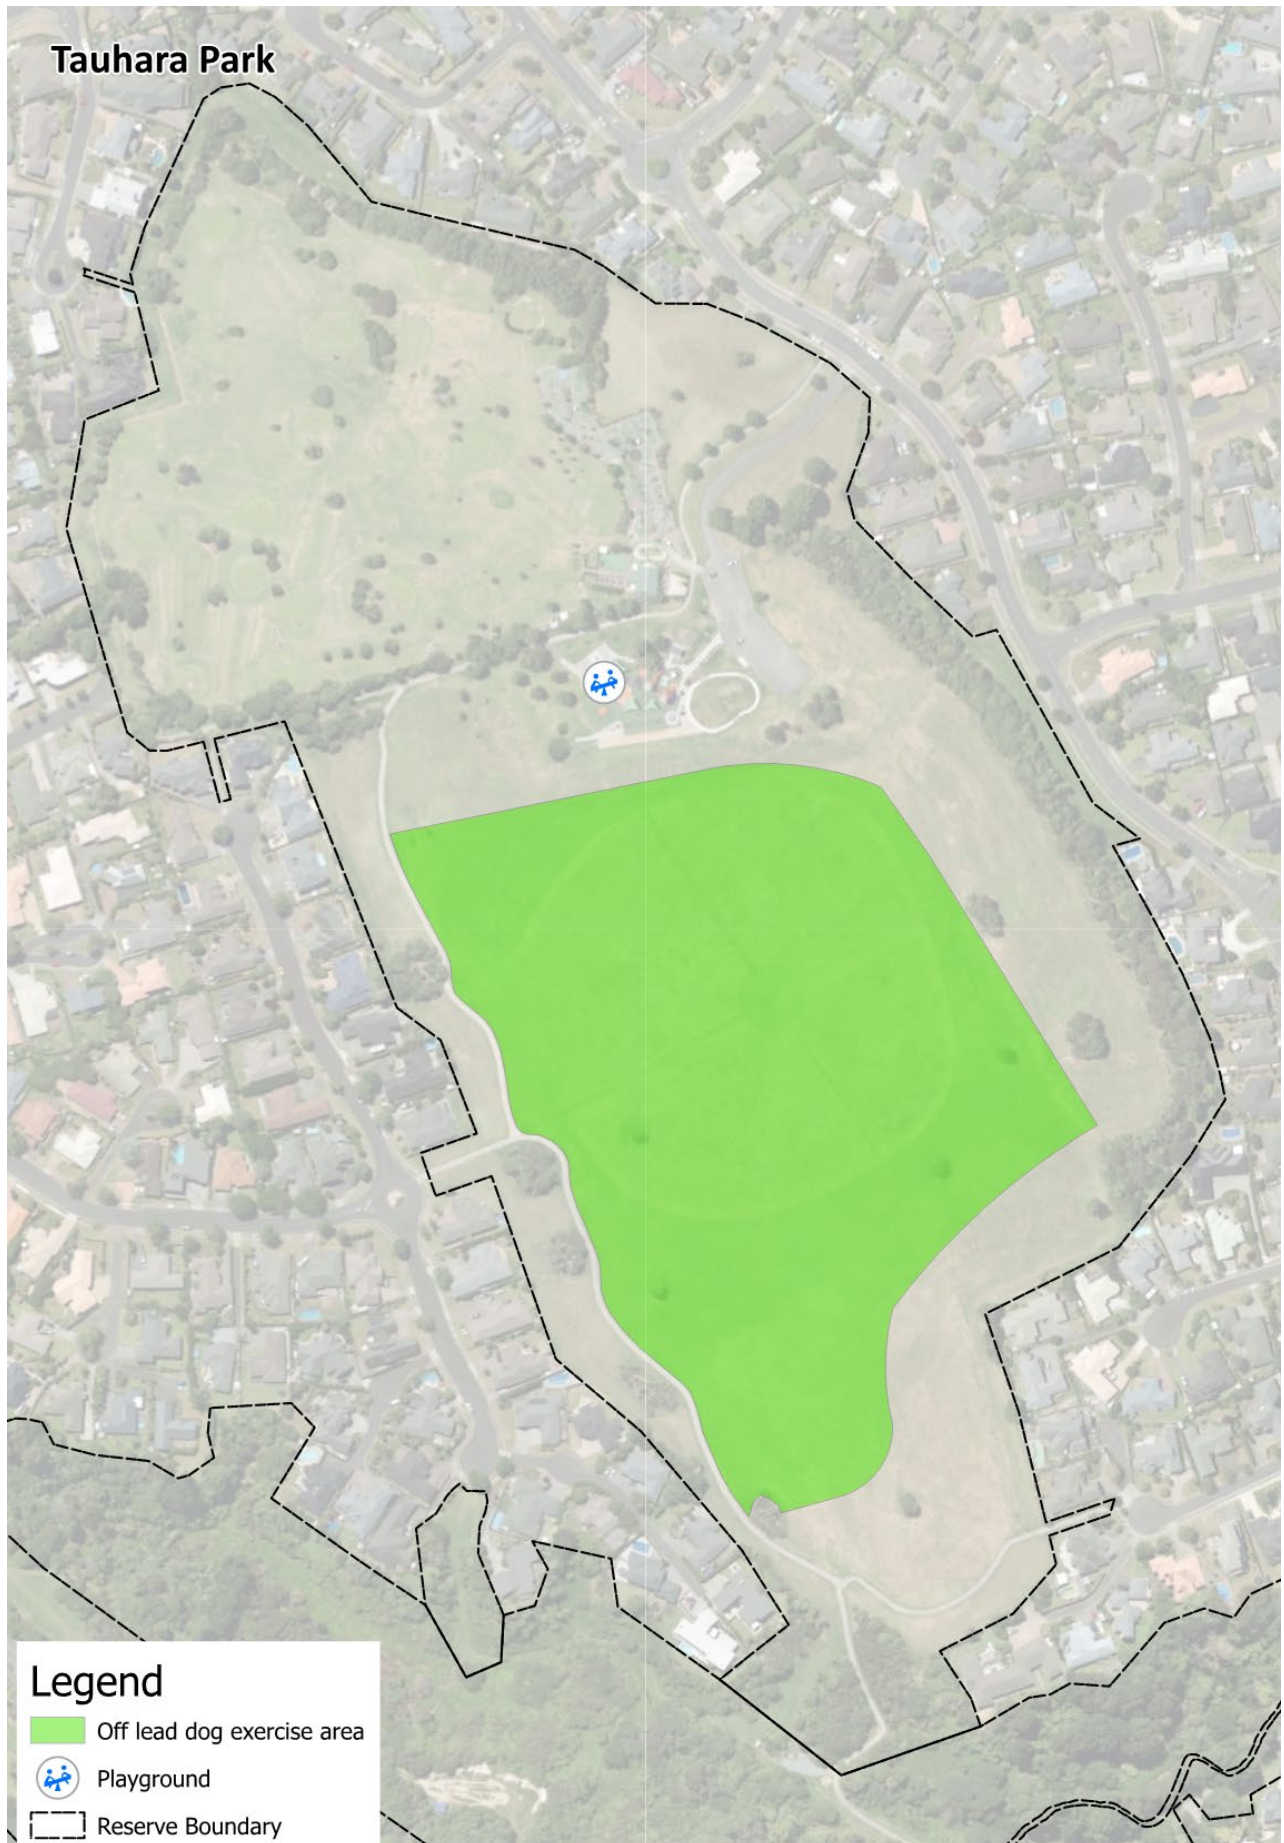 Tauhara Park
Legend
Off lead dog exercise area
Playground
Reserve Boundary